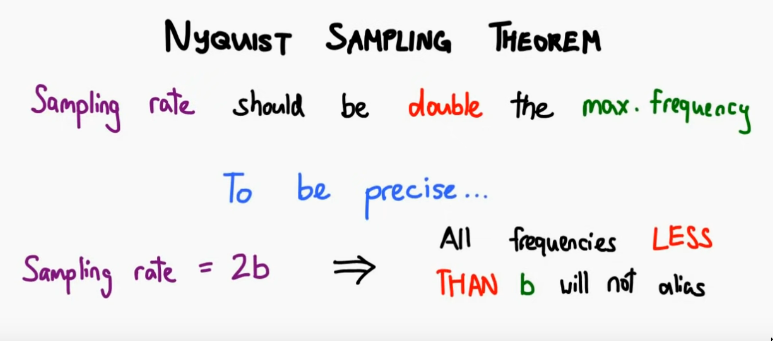 NYQUIST SAMPLING THEOREM
Sampling rate should be double the max. frequency
To be precise...
Sampling rate = 2b ⇒ All frequencies LESS
THAN b will not alias